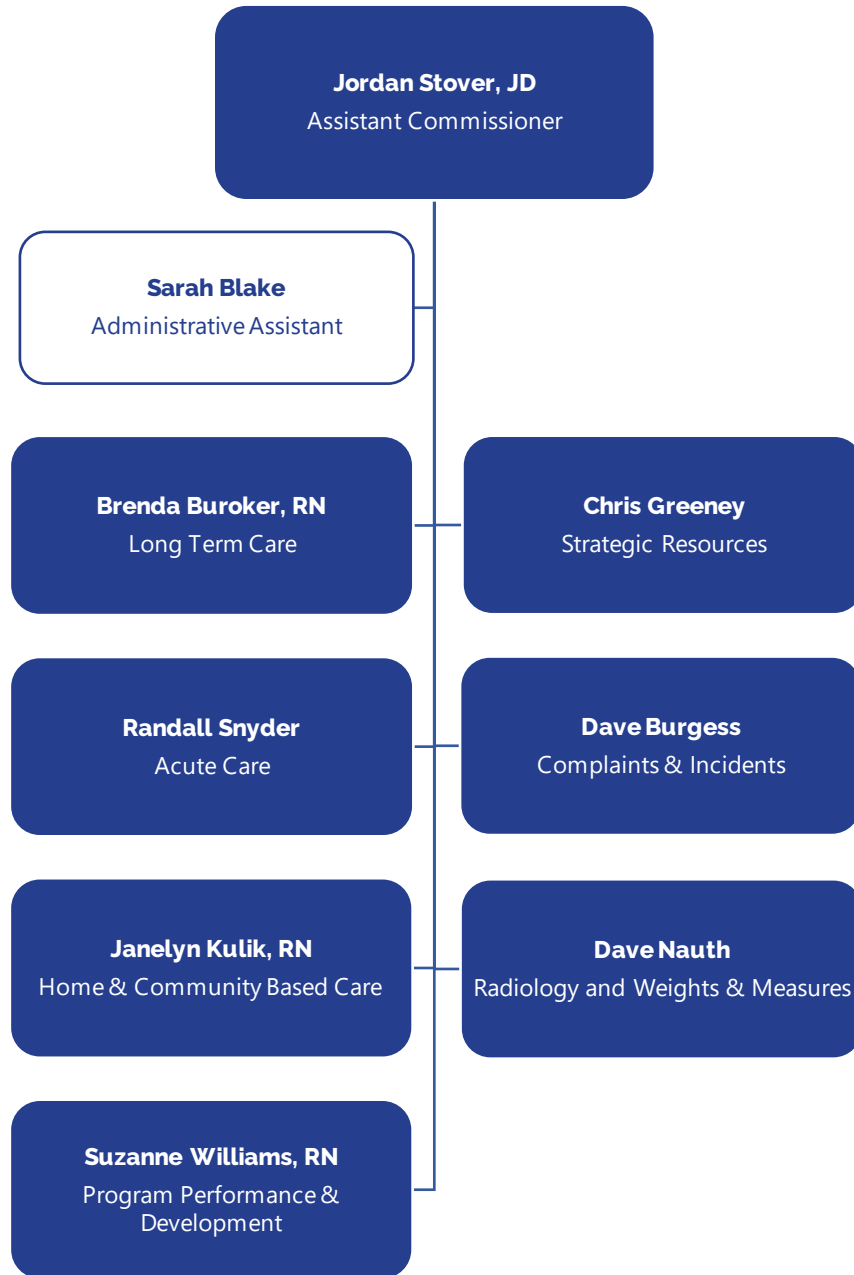 Jordan Stover, JD
Assistant Commissioner
Sarah Blake
Administrative Assistant
Brenda Buroker, RN
Long Term Care
Chris Greeney
Strategic Resources
Randall Snyder
Acute Care
Dave Burgess
Complaints & Incidents
Janelyn Kulik, RN
Home & Community Based Care
Dave Nauth
Radiology and Weights & Measures
Suzanne Williams, RN
Program Performance &
Development